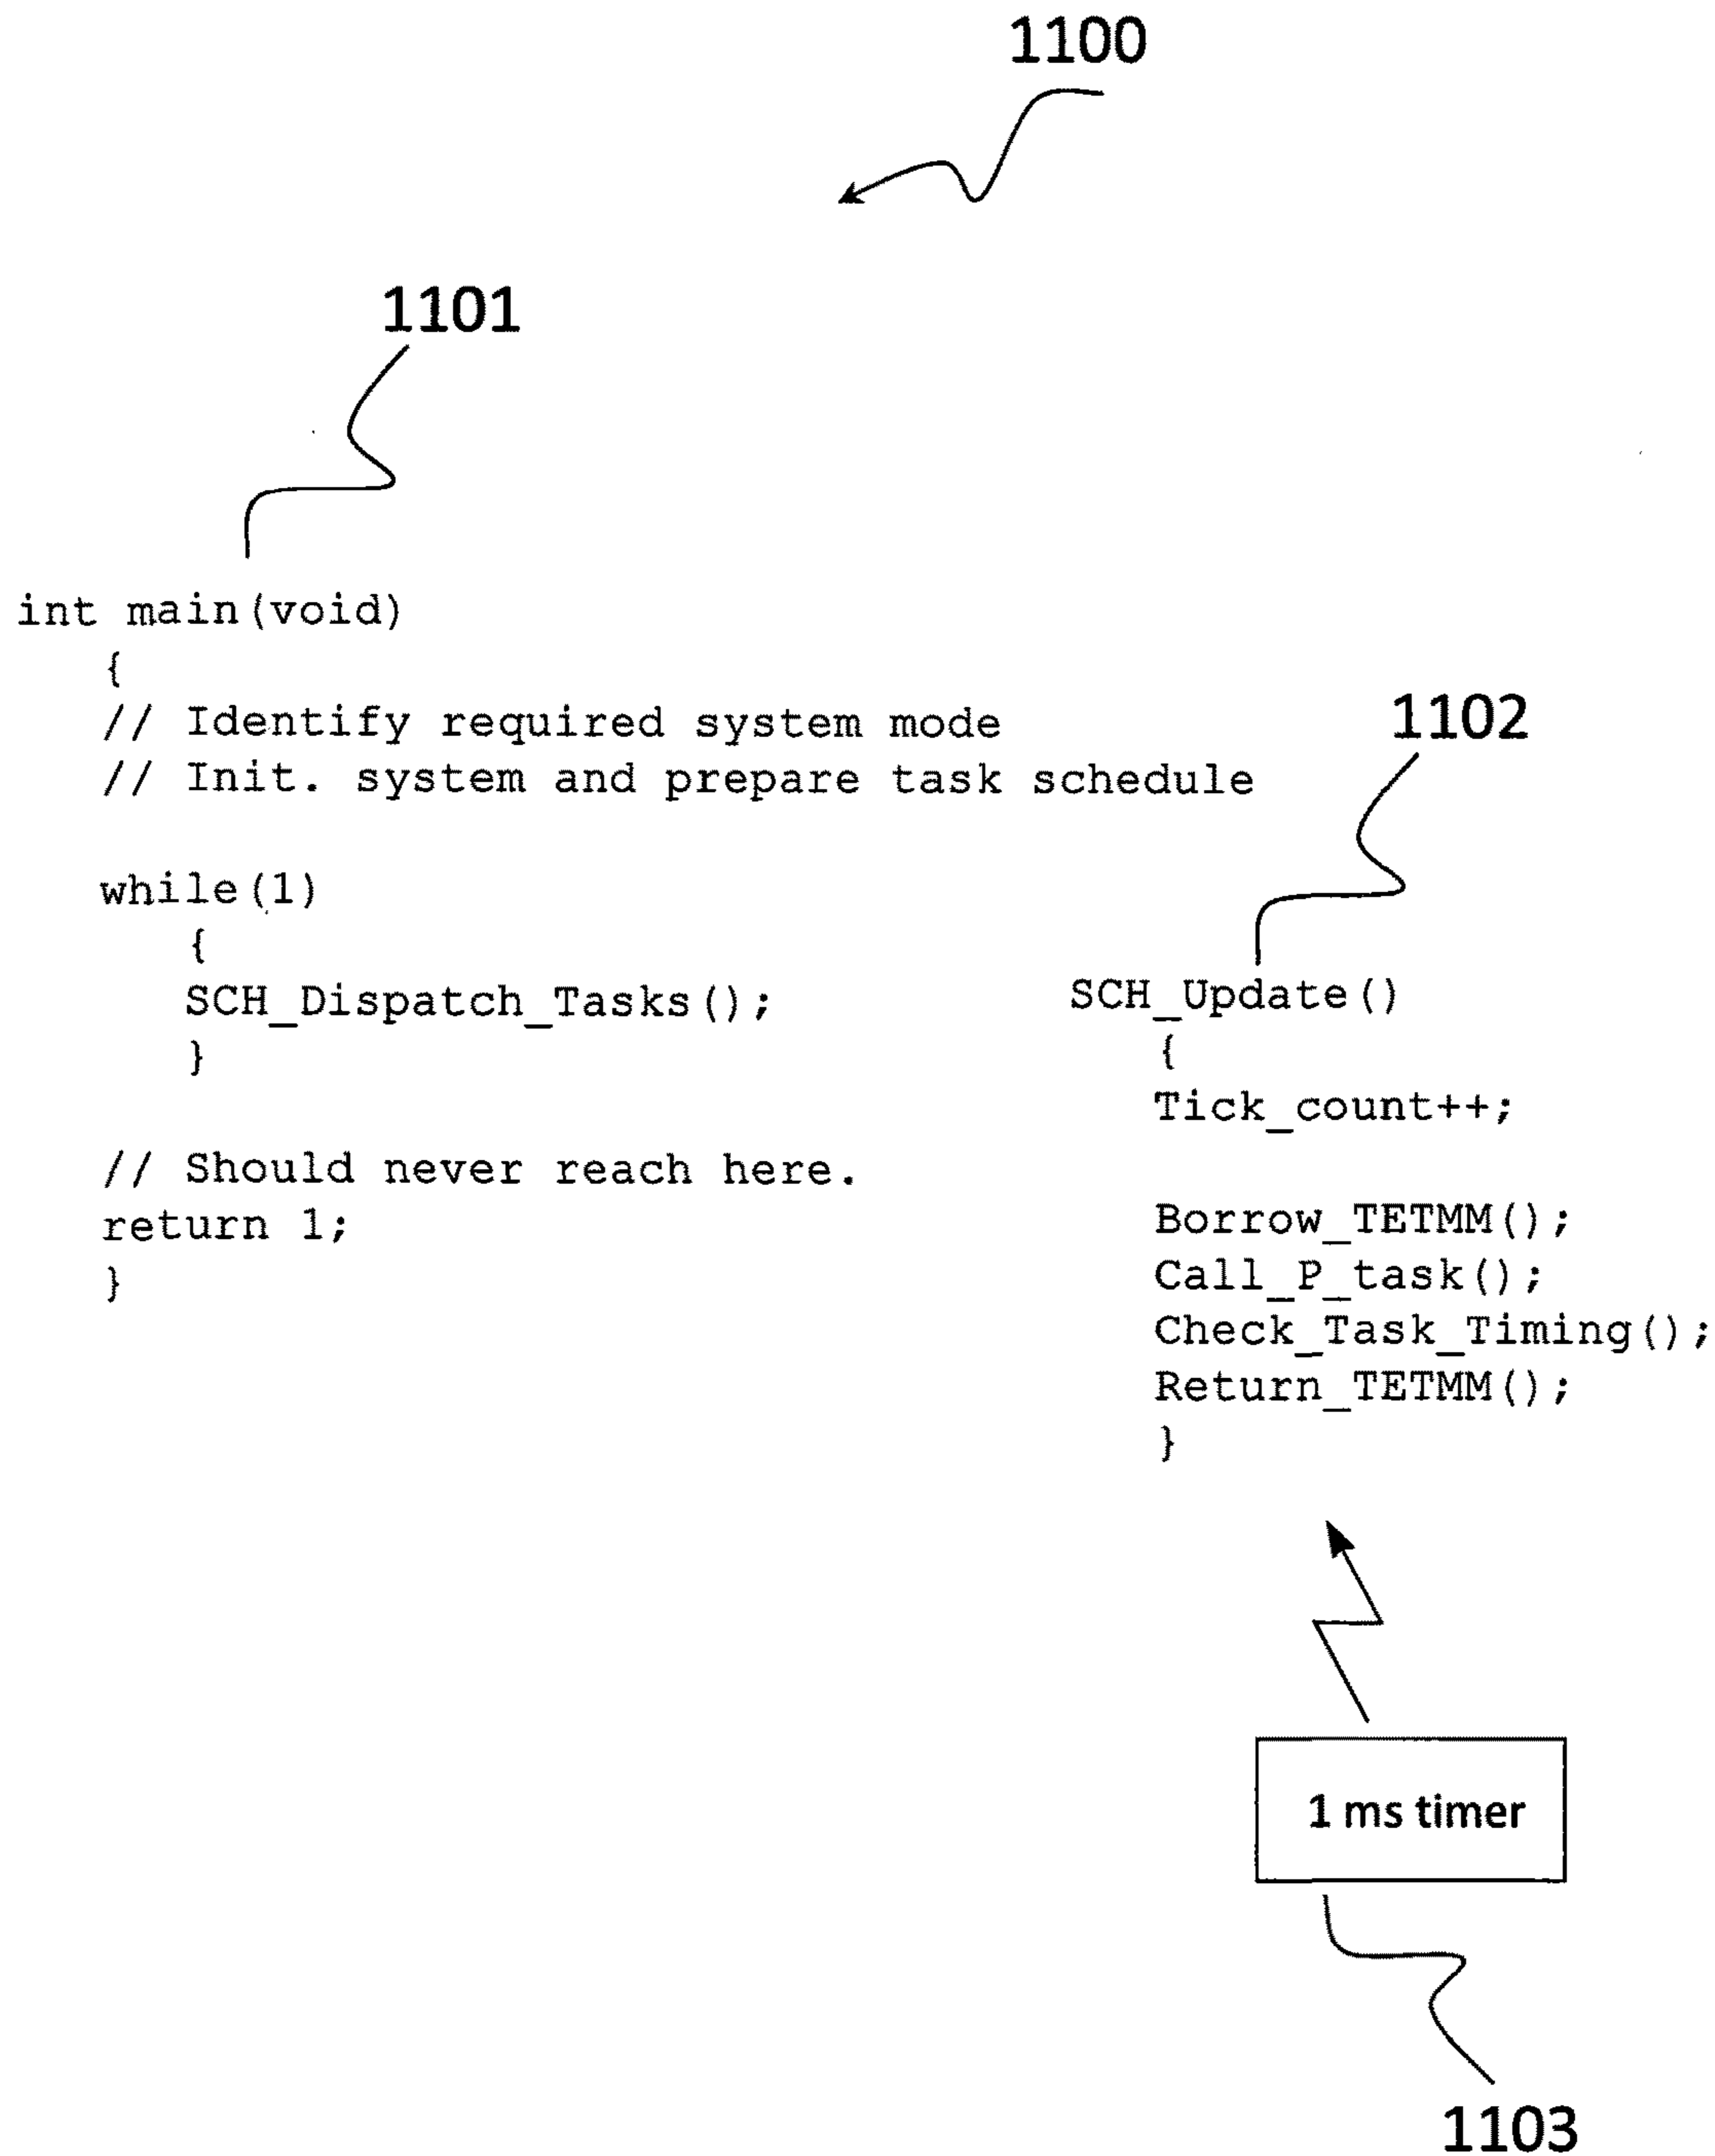 1100
1101
int main(void)
{
// Identify required system mode
// Init. system and prepare task schedule
while(1)
{
SCH_Dispatch_Tasks();
}
// Should never reach here.
return 1;
}
1102
SCH_Update()
{
Tick_count++;
Borrow_TETMM();
Call_P_task();
Check_Task_Timing();
Return_TETMM();
}
1 ms timer
1103